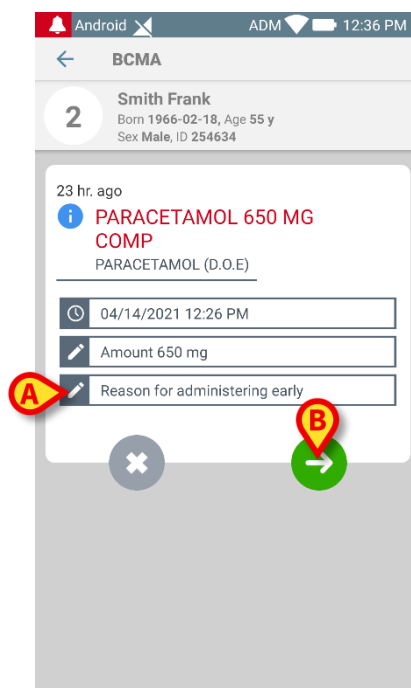 Android ADM 12:36 PM
BCMA
2
Smith Frank
Born 1966-02-18, Age 55 y
Sex Male, ID 254634
23 hr. ago
i PARACETAMOL 650 MG
COMP
PARACETAMOL (D.O.E)
04/14/2021 12:26 PM
Amount 650 mg
A Reason for administering early
B